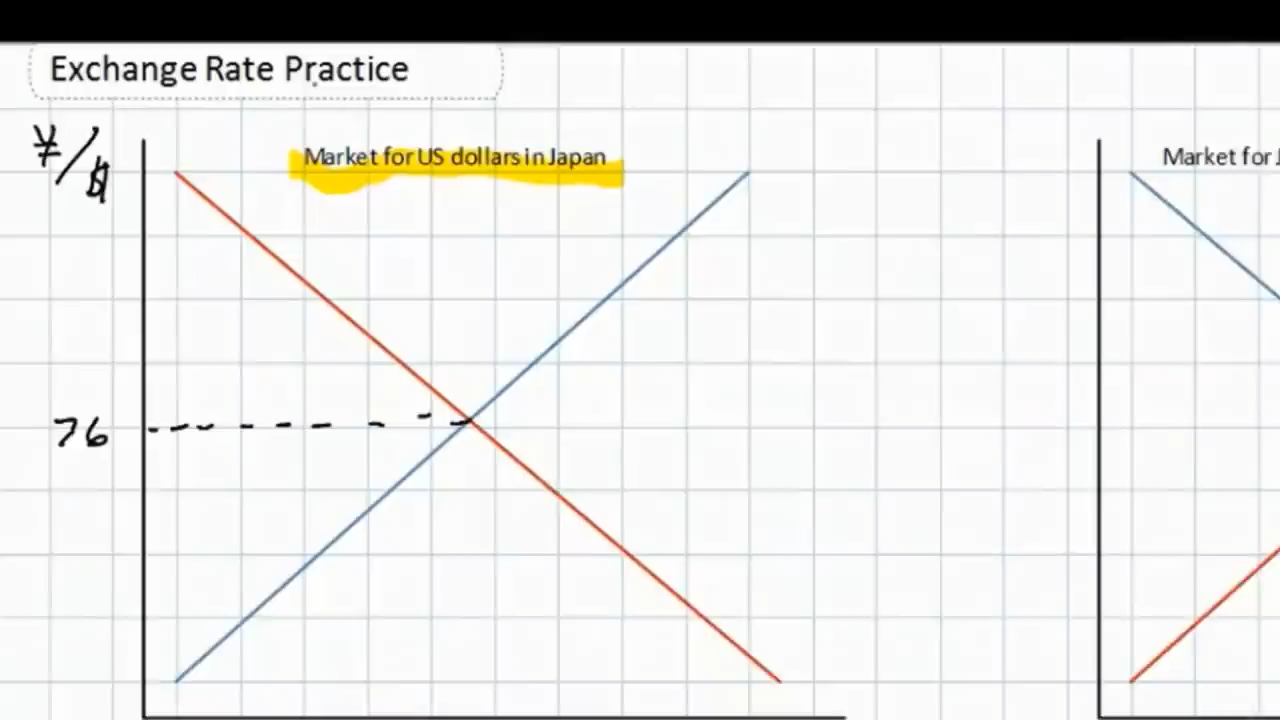 Exchange Rate Practice
¥/$
Market for US dollars in Japan
Market for
76